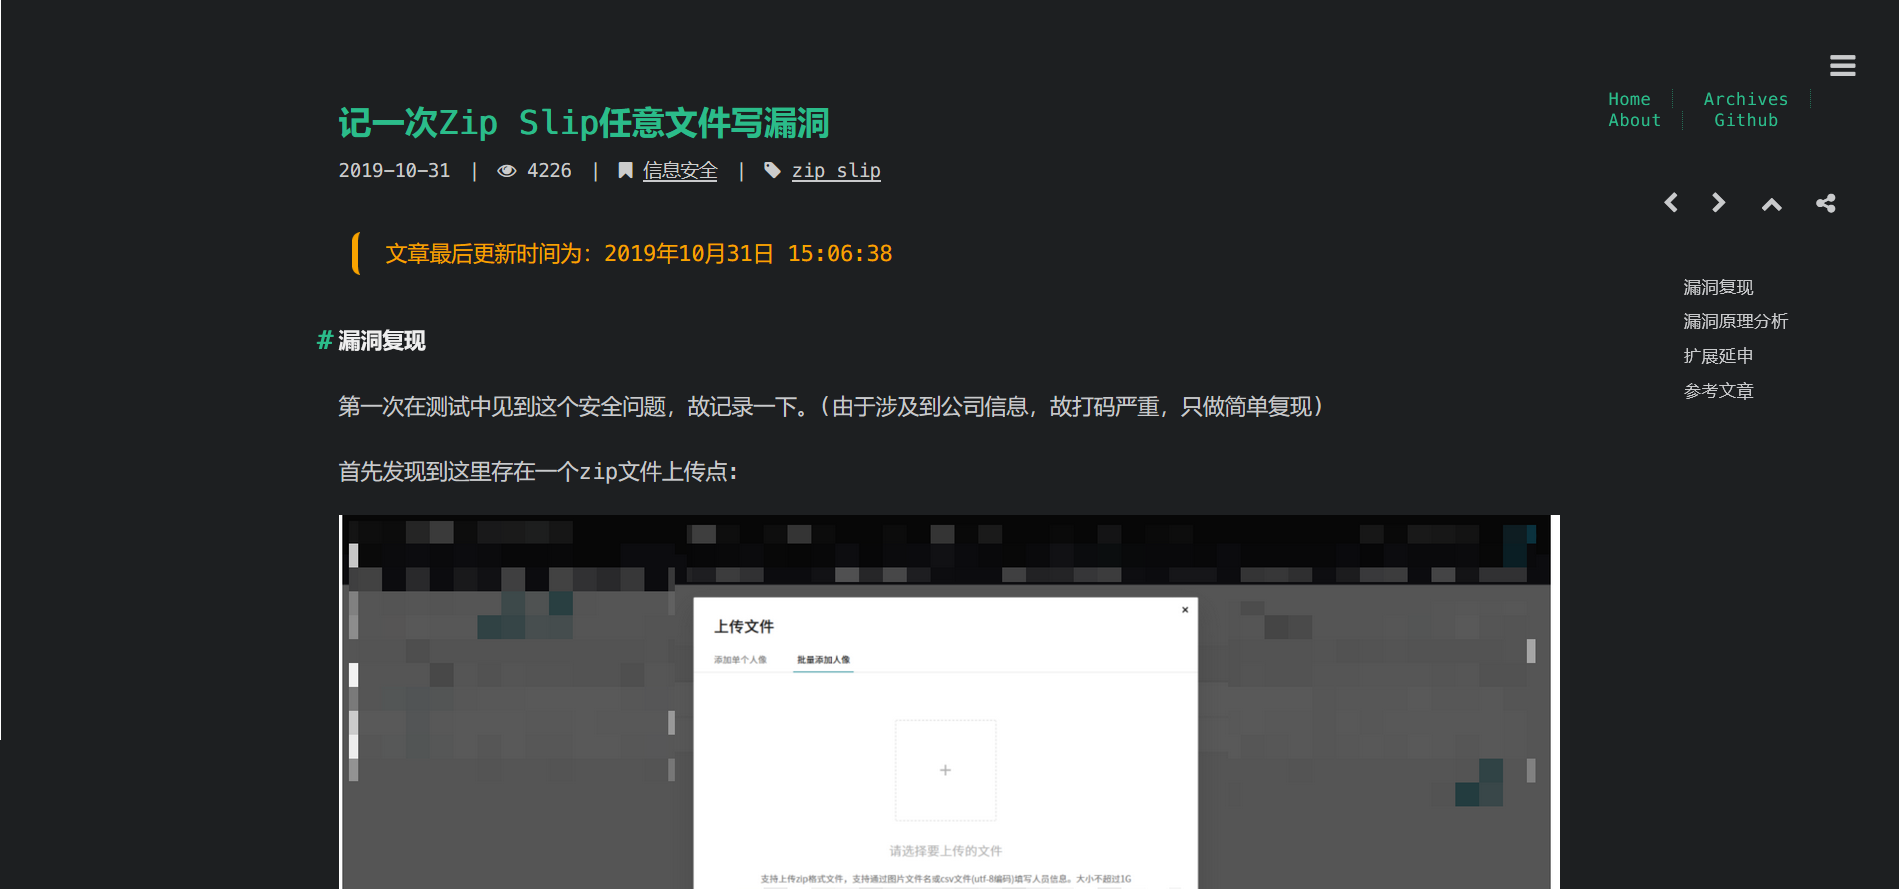 Home Archives
About Github
记一次Zip Slip任意文件写漏洞
2019-10-31 | 4226 | 信息安全 | zip slip
文章最后更新时间为：2019年10月31日 15:06:38
漏洞复现
漏洞原理分析
扩展延申
参考文章
# 漏洞复现
第一次在测试中见到这个安全问题，故记录一下。(由于涉及到公司信息，故打码严重，只做简单复现)
首先发现到这里存在一个zip文件上传点：
上传文件
添加单个人像 批量添加人像
请选择要上传的文件
支持上传zip格式文件，支持通过图片文件名或csv文件(utf-8编码)填写人员信息。大小不超过1G